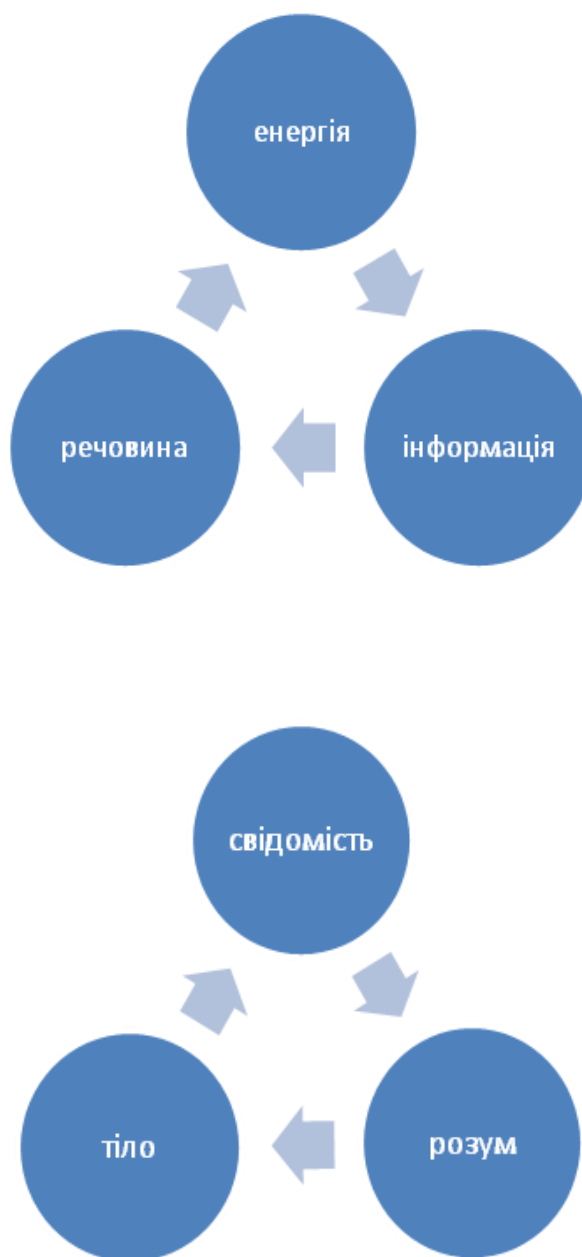 енергія
речовина
інформація
свідомість
тіло
розум